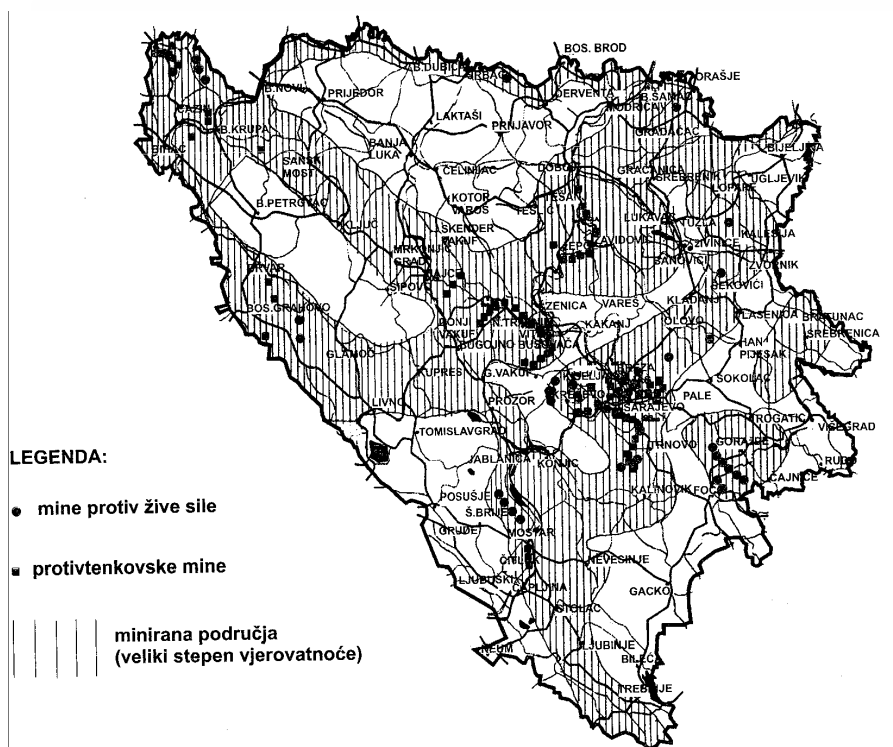 BOS. BROD
ORAŠJE
B.DUBICA
SRBAC
DERVENTA
B.ŠAMAC
MODRIČA
B.NOVI
PRIJEDOR
LAKTAŠI
CAZIN
PRNJAVOR
GRADAČAC
B.KRUPA
BIHAĆ
BANJA
LUKA
BIJELJINA
SANSKI
MOST
ČELINJAC
DOBOJ
GRAČANICA
SREBRENIK
UGLJEVIK
LOPARE
B.PETROVAC
KOTOR
VAROŠ
TEŠANJ
TESLIĆ
LUKAVAC
TUZLA
KLJUČ
SKENDER
VAKUF
KALESIJA
ŽIVINICE
ZAVIDOVIĆI
ŽEPČE
MRKONJIĆ
GRAD
BANOVIĆI
ZVORNIK
DRVAR
JAJCE
ŠIPOVO
ŠEKOVIĆI
BOS.GRAHOVO
ZENICA
VAREŠ
KLADANJ
VLASENICA
BRATUNAC
SREBRENICA
DONJI
VAKUF
N.TRAVNIK
VITEZ
KAKANJ
OLOVO
HAN
PIJESAK
BUGOJNO
BUSOVAČA
GLAMOČ
KUPRES
G.VAKUF
SOKOLAC
PROZOR
SARAJEVO
PALE
LIVNO
ROGATICA
VIŠEGRAD
TOMISLAVGRAD
TRNOVO
GORAŽDE
RUDO
LEGENDA:
JABLANICA
KONJIC
ČAJNIČE
KALINOVIK
FOČA
POSUŠJE
mine protiv žive sile
Š.BRIJEG
GRUDE
MOSTAR
protivtenkovske mine
ČITLUK
NEVESINJE
LJUBUŠKI
ČAPLJINA
GACKO
STOLAC
minirana područja
(veliki stepen vjerovatnoće)
NEUM
LJUBINJE
BILEĆA
TREBINJE